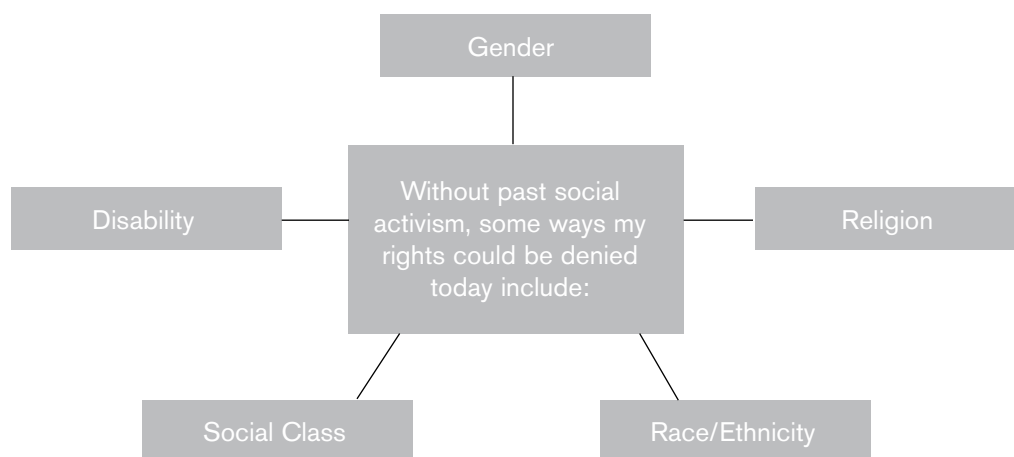 Gender
Without past social
activism, some ways my
rights could be denied
today include:
Disability
Religion
Social Class
Race/Ethnicity